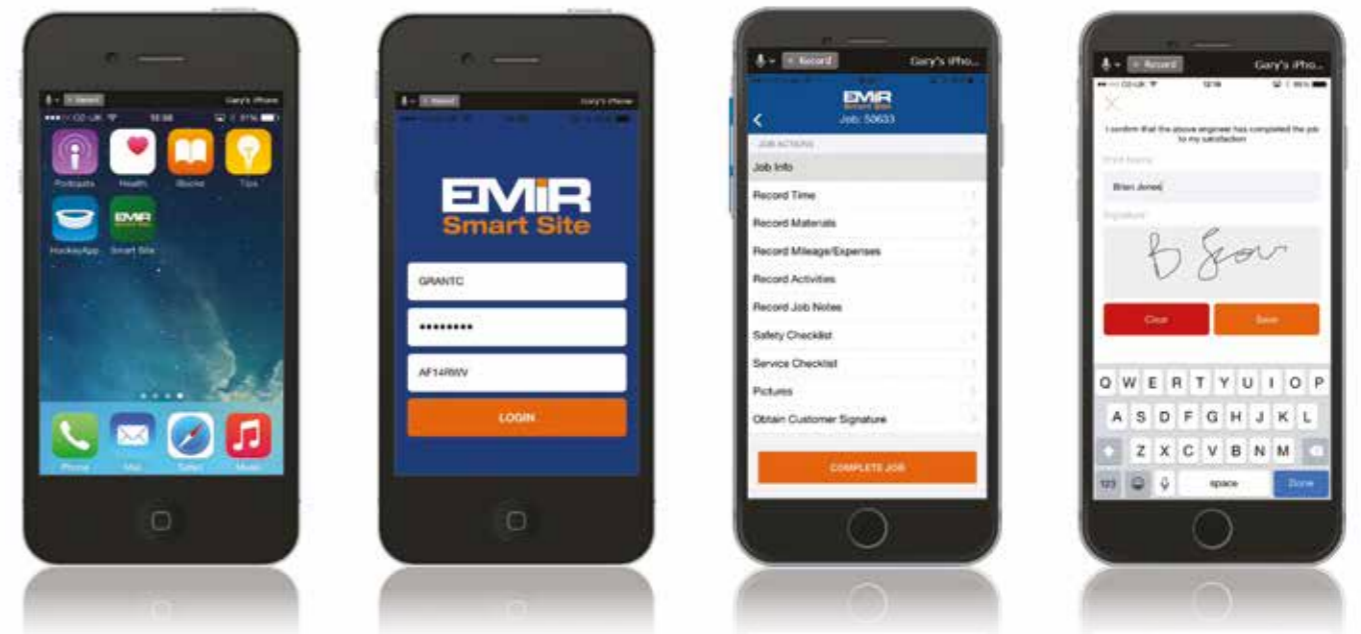 Record
Gary's iPhone
Podcasts
Health
iBooks
Tips
HockeyApp
EMiR
Smart Site
Phone
Mail
Safari
Music
Record
Gary's iPhone
EMiR
Smart Site
GRANTC
••••••••
AF14RWV
LOGIN
Record
Gary's iPho...
EMiR
Smart Site
Job: 50633
JOB ACTIONS
Job Info
Record Time
Record Materials
Record Mileage/Expenses
Record Activities
Record Job Notes
Safety Checklist
Service Checklist
Pictures
Obtain Customer Signature
COMPLETE JOB
Record
Gary's iPho...
I confirm that the above engineer has completed the job
to my satisfaction
Print Name
Brian Jones
Signature
Clear
Save
Q W E R T Y U I O P
A S D F G H J K L
Z X C V B N M
123
space
Done